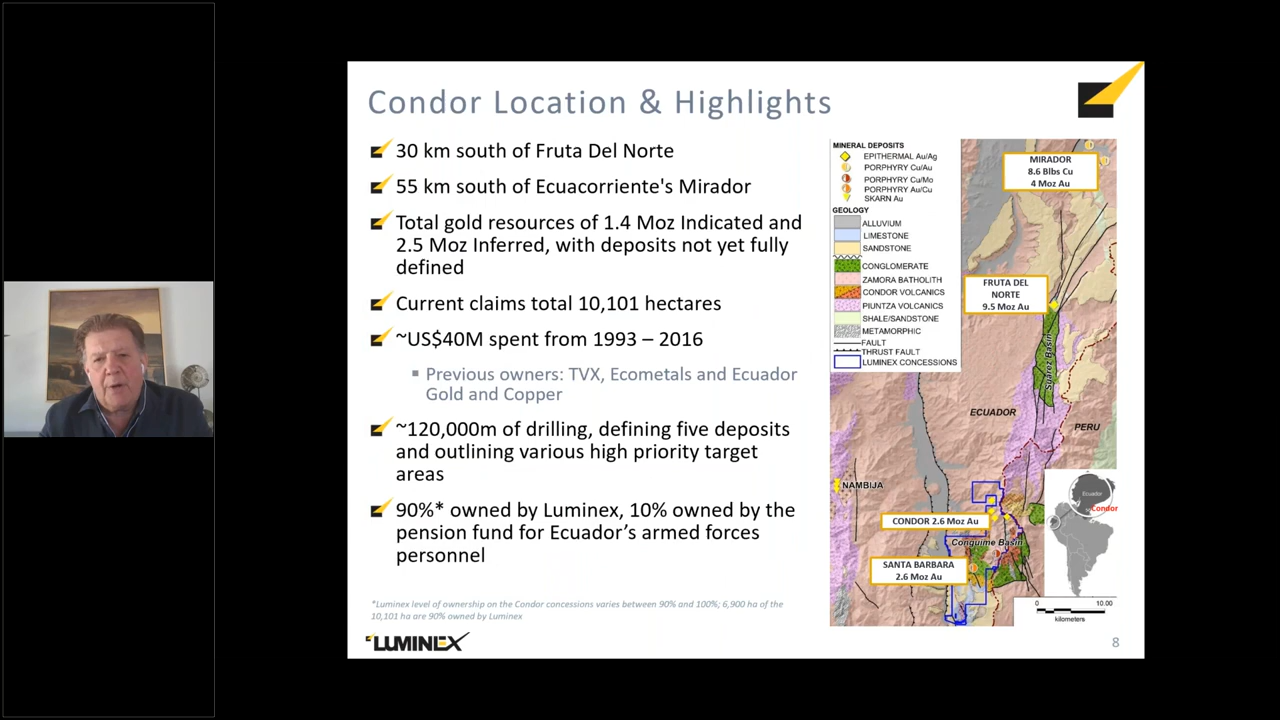 Condor Location & Highlights
30 km south of Fruta Del Norte
55 km south of Ecuacorriente's Mirador
Total gold resources of 1.4 Moz Indicated and
2.5 Moz Inferred, with deposits not yet fully
defined
Current claims total 10,101 hectares
~US$40M spent from 1993 – 2016
Previous owners: TVX, Ecometals and Ecuador
Gold and Copper
~120,000m of drilling, defining five deposits
and outlining various high priority target
areas
90%* owned by Luminex, 10% owned by the
pension fund for Ecuador’s armed forces
personnel
*Luminex level of ownership on the Condor concessions varies between 90% and 100%; 6,900 ha of the
10,101 ha are 90% owned by Luminex
LUMINEX
MINERAL DEPOSITS
EPITHERMAL Au/Ag
PORPHYRY Cu/Au
PORPHYRY Cu/Mo
PORPHYRY Au/Cu
SKARN Au
GEOLOGY
ALLUVIUM
LIMESTONE
SANDSTONE
CONGLOMERATE
ZAMORA BATHOLITH
CONDOR VOLCANICS
PIUNTZA VOLCANICS
SHALE/SANDSTONE
METAMORPHIC
FAULT
THRUST FAULT
LUMINEX CONCESSIONS
MIRADOR
8.6 Blbs Cu
4 Moz Au
FRUTA DEL
NORTE
9.5 Moz Au
Suarez Basin
ECUADOR
PERU
NAMBIJA
CONDOR 2.6 Moz Au
Conguime Basin
SANTA BARBARA
2.6 Moz Au
Ecuador
Condor
0 10.00
kilometers
8